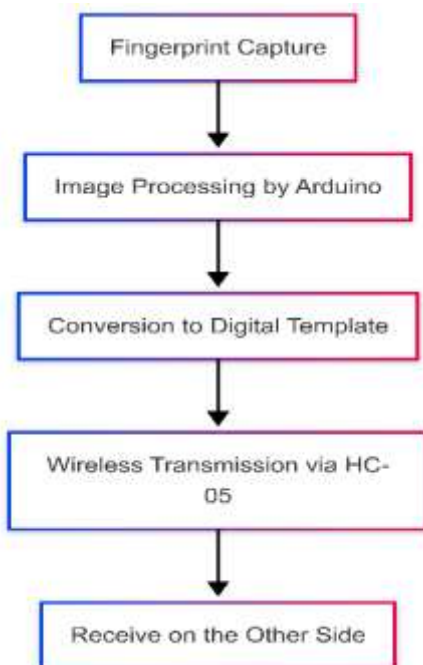 Fingerprint Capture
Image Processing by Arduino
Conversion to Digital Template
Wireless Transmission via HC-
05
Receive on the Other Side